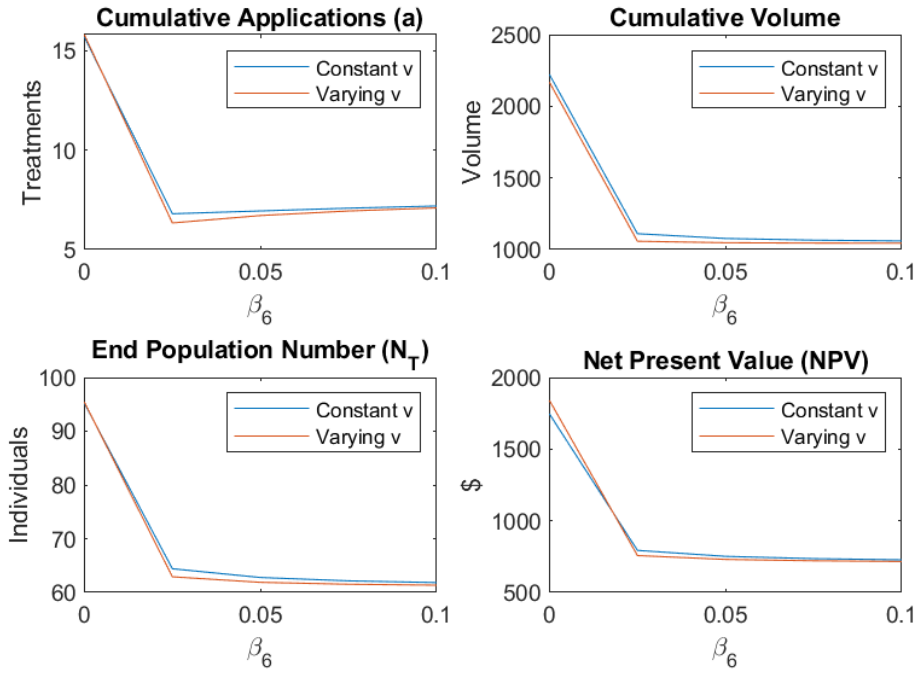 Cumulative Applications (a)
Treatments
15
10
5
Constant v
Varying v
0
0.05
0.1
β6
Cumulative Volume
Volume
2500
2000
1500
1000
Constant v
Varying v
0
0.05
0.1
β6
End Population Number (NT)
Individuals
100
90
80
70
60
Constant v
Varying v
0
0.05
0.1
β6
Net Present Value (NPV)
$
2000
1500
1000
500
Constant v
Varying v
0
0.05
0.1
β6